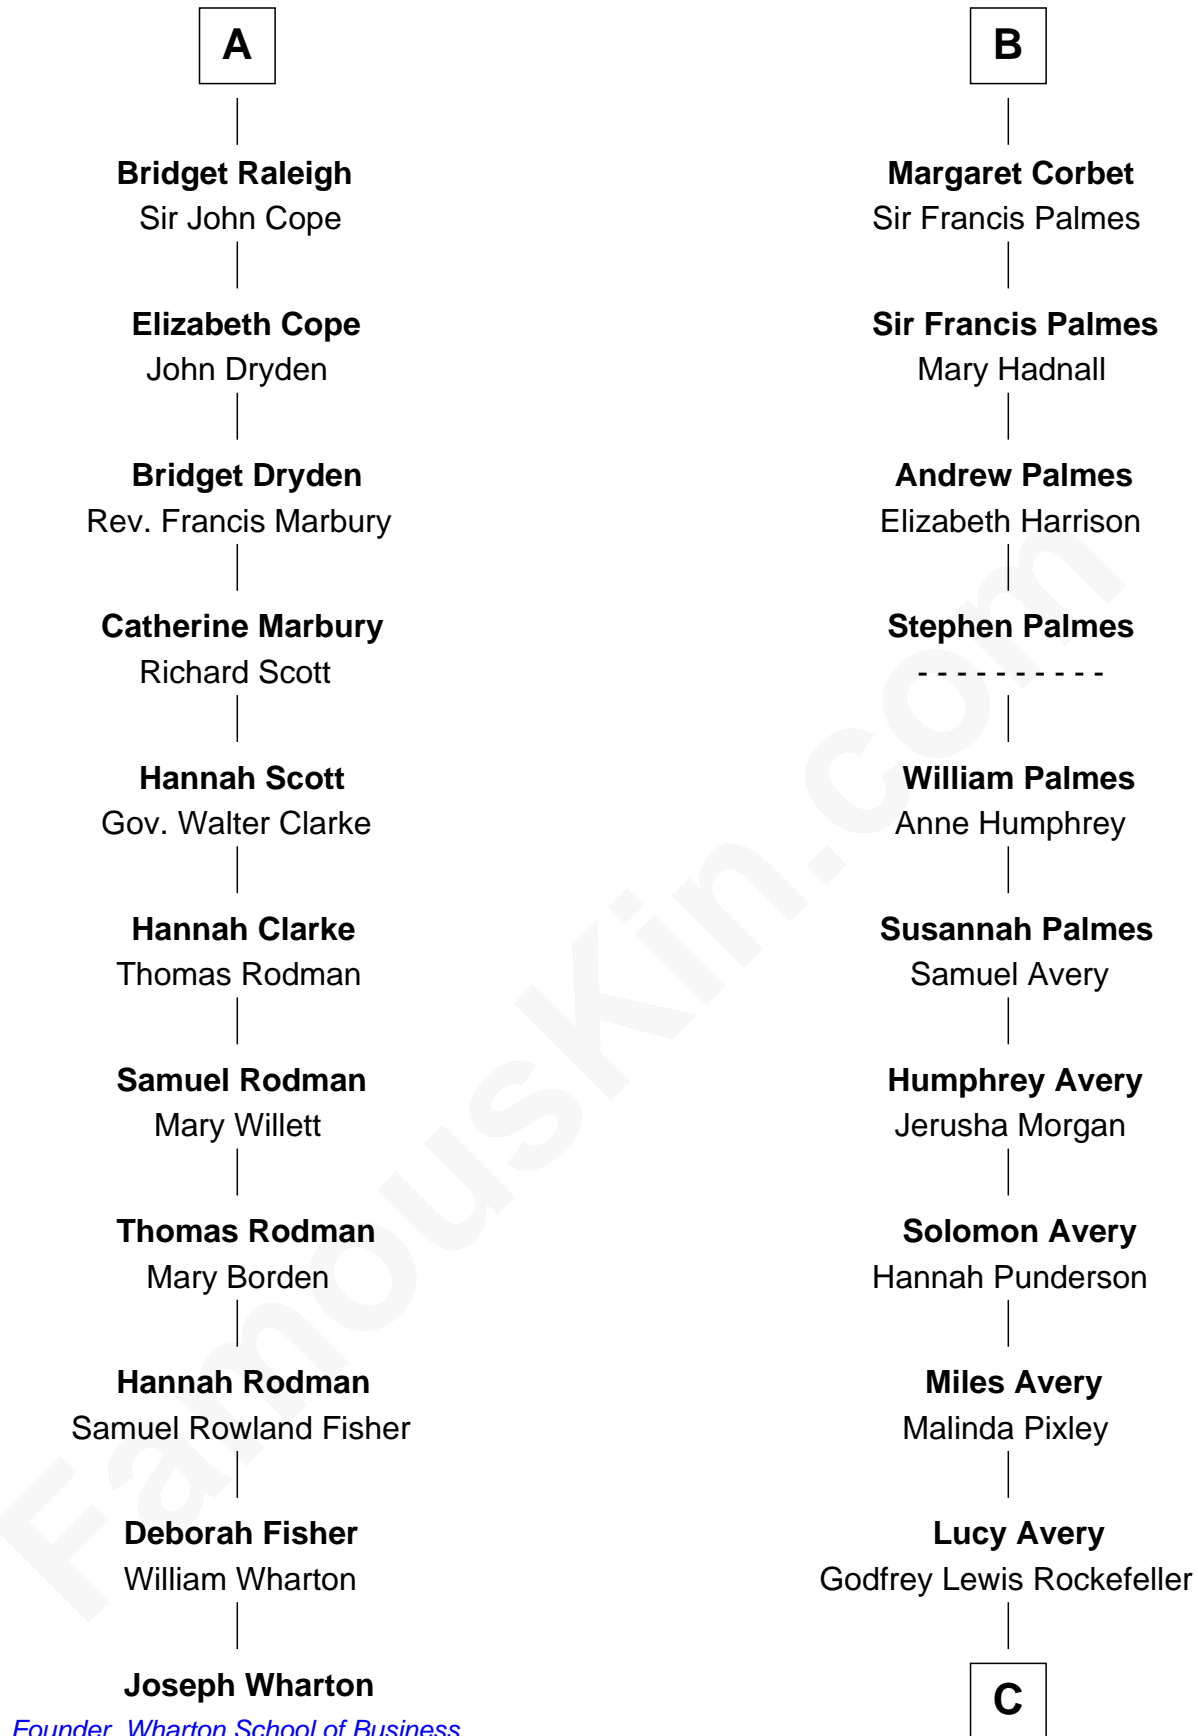 A
Bridget Raleigh
Sir John Cope
Elizabeth Cope
John Dryden
Bridget Dryden
Rev. Francis Marbury
Catherine Marbury
Richard Scott
Hannah Scott
Gov. Walter Clarke
Hannah Clarke
Thomas Rodman
Samuel Rodman
Mary Willett
Thomas Rodman
Mary Borden
Hannah Rodman
Samuel Rowland Fisher
Deborah Fisher
William Wharton
Joseph Wharton
Founder, Wharton School of Business
B
Margaret Corbet
Sir Francis Palmes
Sir Francis Palmes
Mary Hadnall
Andrew Palmes
Elizabeth Harrison
Stephen Palmes
- - - - - - - - - -
William Palmes
Anne Humphrey
Susannah Palmes
Samuel Avery
Humphrey Avery
Jerusha Morgan
Solomon Avery
Hannah Punderson
Miles Avery
Malinda Pixley
Lucy Avery
Godfrey Lewis Rockefeller
C
FamousKin.com